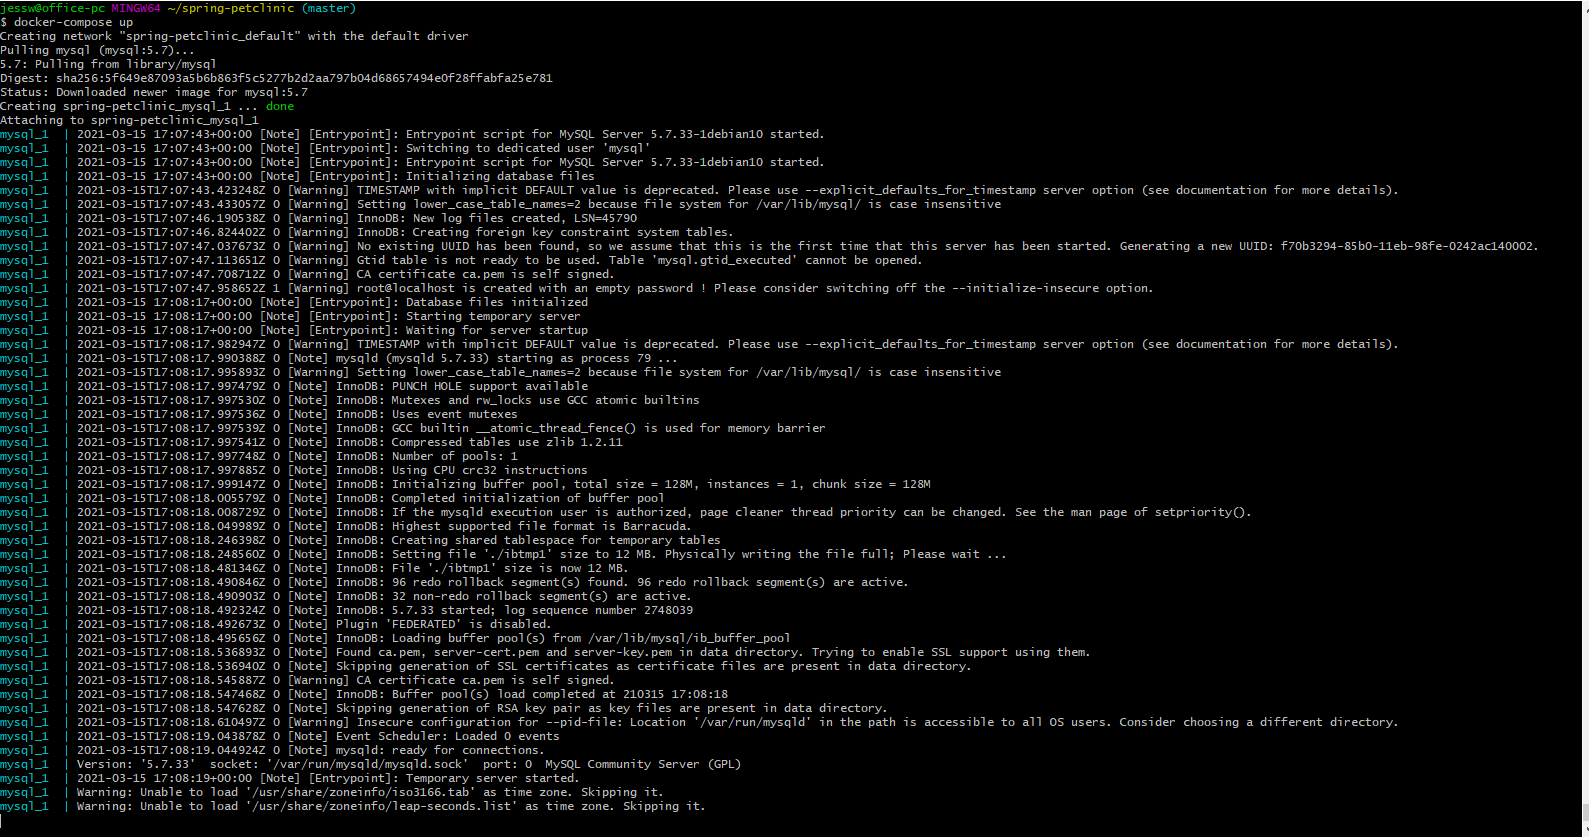 jessw@office-pc MINGW64 ~/spring-petclinic (master)
$ docker-compose up
Creating network "spring-petclinic_default" with the default driver
Pulling mysql (mysql:5.7)...
5.7: Pulling from library/mysql
Digest: sha256:5f649e87093a5b6b863f5c5277b2d2aa797b04d68657494e0f28ffabfa25e781
Status: Downloaded newer image for mysql:5.7
Creating spring-petclinic_mysql_1 ... done
Attaching to spring-petclinic_mysql_1
mysql_1  | 2021-03-15 17:07:43+00:00 [Note] [Entrypoint]: Entrypoint script for MySQL Server 5.7.33-1debian10 started.
mysql_1  | 2021-03-15 17:07:43+00:00 [Note] [Entrypoint]: Switching to dedicated user 'mysql'
mysql_1  | 2021-03-15 17:07:43+00:00 [Note] [Entrypoint]: Entrypoint script for MySQL Server 5.7.33-1debian10 started.
mysql_1  | 2021-03-15 17:07:43+00:00 [Note] [Entrypoint]: Initializing database files
mysql_1  | 2021-03-15T17:07:43.423248Z 0 [Warning] TIMESTAMP with implicit DEFAULT value is deprecated. Please use --explicit_defaults_for_timestamp server option (see documentation for more details).
mysql_1  | 2021-03-15T17:07:43.433057Z 0 [Warning] Setting lower_case_table_names=2 because file system for /var/lib/mysql/ is case insensitive
mysql_1  | 2021-03-15T17:07:46.190538Z 0 [Warning] InnoDB: New log files created, LSN=45790
mysql_1  | 2021-03-15T17:07:46.824402Z 0 [Warning] InnoDB: Creating foreign key constraint system tables.
mysql_1  | 2021-03-15T17:07:47.037673Z 0 [Warning] No existing UUID has been found, so we assume that this is the first time that this server has been started. Generating a new UUID: f70b3294-85b0-11eb-98fe-0242ac140002.
mysql_1  | 2021-03-15T17:07:47.113651Z 0 [Warning] Gtid table is not ready to be used. Table 'mysql.gtid_executed' cannot be opened.
mysql_1  | 2021-03-15T17:07:47.708712Z 0 [Warning] CA certificate ca.pem is self signed.
mysql_1  | 2021-03-15T17:07:47.958652Z 1 [Warning] root@localhost is created with an empty password ! Please consider switching off the --initialize-insecure option.
mysql_1  | 2021-03-15 17:08:17+00:00 [Note] [Entrypoint]: Database files initialized
mysql_1  | 2021-03-15 17:08:17+00:00 [Note] [Entrypoint]: Starting temporary server
mysql_1  | 2021-03-15 17:08:17+00:00 [Note] [Entrypoint]: Waiting for server startup
mysql_1  | 2021-03-15T17:08:17.982947Z 0 [Warning] TIMESTAMP with implicit DEFAULT value is deprecated. Please use --explicit_defaults_for_timestamp server option (see documentation for more details).
mysql_1  | 2021-03-15T17:08:17.990388Z 0 [Note] mysqld (mysqld 5.7.33) starting as process 79 ...
mysql_1  | 2021-03-15T17:08:17.995893Z 0 [Warning] Setting lower_case_table_names=2 because file system for /var/lib/mysql/ is case insensitive
mysql_1  | 2021-03-15T17:08:17.997479Z 0 [Note] InnoDB: PUNCH HOLE support available
mysql_1  | 2021-03-15T17:08:17.997530Z 0 [Note] InnoDB: Mutexes and rw_locks use GCC atomic builtins
mysql_1  | 2021-03-15T17:08:17.997536Z 0 [Note] InnoDB: Uses event mutexes
mysql_1  | 2021-03-15T17:08:17.997539Z 0 [Note] InnoDB: GCC builtin __atomic_thread_fence() is used for memory barrier
mysql_1  | 2021-03-15T17:08:17.997541Z 0 [Note] InnoDB: Compressed tables use zlib 1.2.11
mysql_1  | 2021-03-15T17:08:17.997748Z 0 [Note] InnoDB: Number of pools: 1
mysql_1  | 2021-03-15T17:08:17.997885Z 0 [Note] InnoDB: Using CPU crc32 instructions
mysql_1  | 2021-03-15T17:08:17.999147Z 0 [Note] InnoDB: Initializing buffer pool, total size = 128M, instances = 1, chunk size = 128M
mysql_1  | 2021-03-15T17:08:18.005579Z 0 [Note] InnoDB: Completed initialization of buffer pool
mysql_1  | 2021-03-15T17:08:18.008729Z 0 [Note] InnoDB: If the mysqld execution user is authorized, page cleaner thread priority can be changed. See the man page of setpriority().
mysql_1  | 2021-03-15T17:08:18.049989Z 0 [Note] InnoDB: Highest supported file format is Barracuda.
mysql_1  | 2021-03-15T17:08:18.246398Z 0 [Note] InnoDB: Creating shared tablespace for temporary tables
mysql_1  | 2021-03-15T17:08:18.248560Z 0 [Note] InnoDB: Setting file './ibtmp1' size to 12 MB. Physically writing the file full; Please wait ...
mysql_1  | 2021-03-15T17:08:18.481346Z 0 [Note] InnoDB: File './ibtmp1' size is now 12 MB.
mysql_1  | 2021-03-15T17:08:18.490846Z 0 [Note] InnoDB: 96 redo rollback segment(s) found. 96 redo rollback segment(s) are active.
mysql_1  | 2021-03-15T17:08:18.490903Z 0 [Note] InnoDB: 32 non-redo rollback segment(s) are active.
mysql_1  | 2021-03-15T17:08:18.492324Z 0 [Note] InnoDB: 5.7.33 started; log sequence number 2748039
mysql_1  | 2021-03-15T17:08:18.492673Z 0 [Note] Plugin 'FEDERATED' is disabled.
mysql_1  | 2021-03-15T17:08:18.495656Z 0 [Note] InnoDB: Loading buffer pool(s) from /var/lib/mysql/ib_buffer_pool
mysql_1  | 2021-03-15T17:08:18.536893Z 0 [Note] Found ca.pem, server-cert.pem and server-key.pem in data directory. Trying to enable SSL support using them.
mysql_1  | 2021-03-15T17:08:18.536940Z 0 [Note] Skipping generation of SSL certificates as certificate files are present in data directory.
mysql_1  | 2021-03-15T17:08:18.545887Z 0 [Warning] CA certificate ca.pem is self signed.
mysql_1  | 2021-03-15T17:08:18.547468Z 0 [Note] InnoDB: Buffer pool(s) load completed at 210315 17:08:18
mysql_1  | 2021-03-15T17:08:18.547628Z 0 [Note] Skipping generation of RSA key pair as key files are present in data directory.
mysql_1  | 2021-03-15T17:08:18.610497Z 0 [Warning] Insecure configuration for --pid-file: Location '/var/run/mysqld' in the path is accessible to all OS users. Consider choosing a different directory.
mysql_1  | 2021-03-15T17:08:19.043878Z 0 [Note] Event Scheduler: Loaded 0 events
mysql_1  | 2021-03-15T17:08:19.044924Z 0 [Note] mysqld: ready for connections.
mysql_1  | Version: '5.7.33'  socket: '/var/run/mysqld/mysqld.sock'  port: 0  MySQL Community Server (GPL)
mysql_1  | 2021-03-15 17:08:19+00:00 [Note] [Entrypoint]: Temporary server started.
mysql_1  | Warning: Unable to load '/usr/share/zoneinfo/iso3166.tab' as time zone. Skipping it.
mysql_1  | Warning: Unable to load '/usr/share/zoneinfo/leap-seconds.list' as time zone. Skipping it.